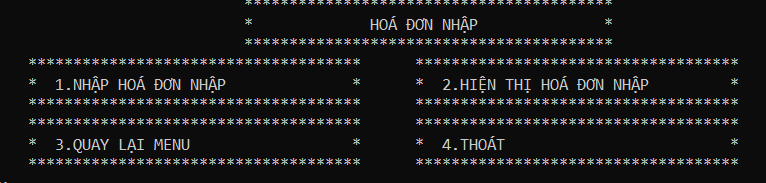 *****************************************
* HOÁ ĐƠN NHẬP *
*****************************************
************************************* ************************************
* 1.NHẬP HOÁ ĐƠN NHẬP * * 2.HIỆN THỊ HOÁ ĐƠN NHẬP *
************************************* ************************************
************************************* ************************************
* 3.QUAY LẠI MENU * * 4.THOÁT *
************************************* ************************************